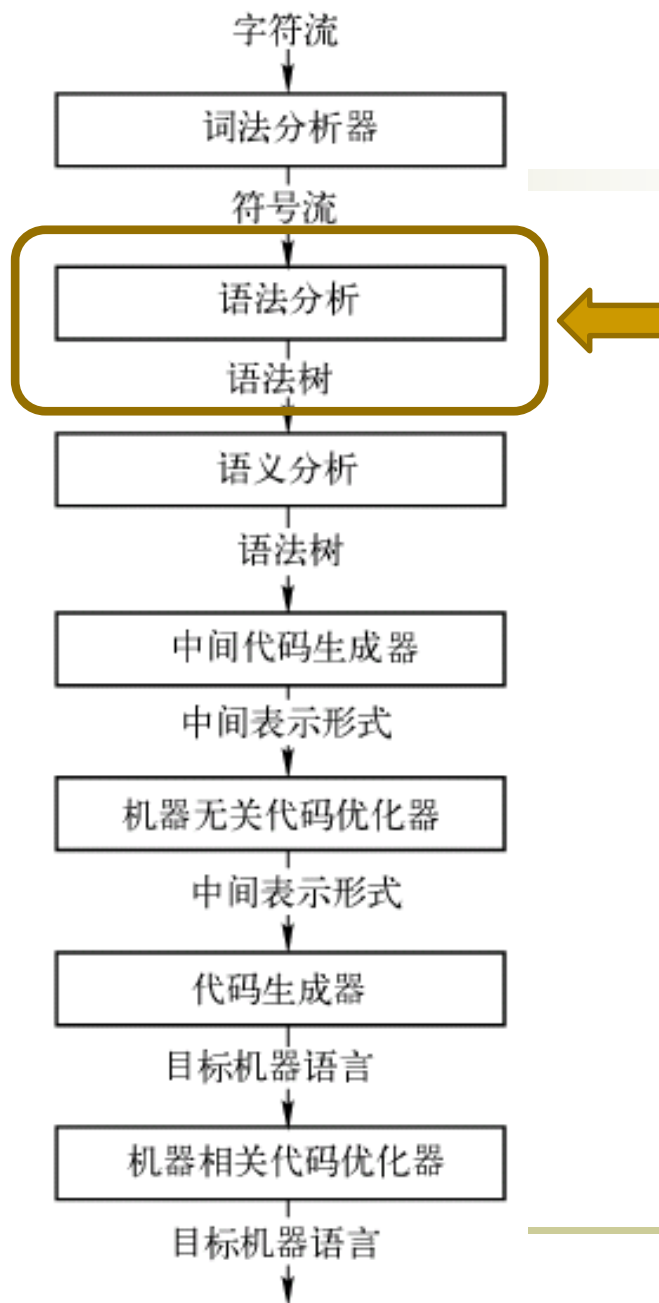 字符流
词法分析器
符号流
语法分析
语法树
语义分析
语法树
中间代码生成器
中间表示形式
机器无关代码优化器
中间表示形式
代码生成器
目标机器语言
机器相关代码优化器
目标机器语言